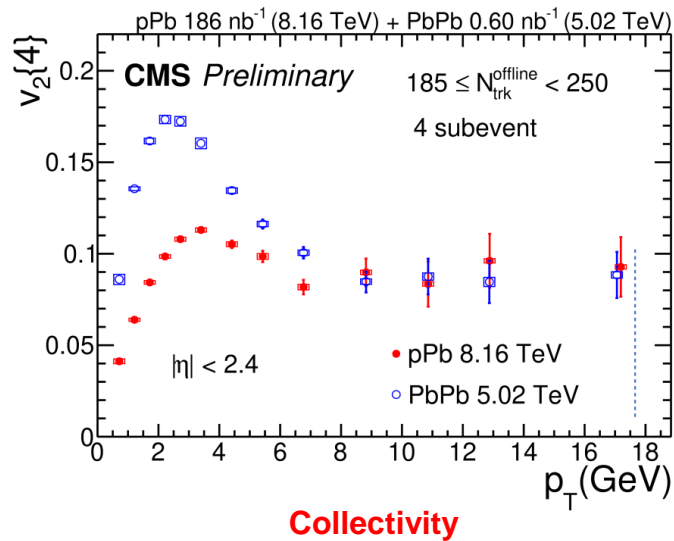 pPb 186 nb⁻¹ (8.16 TeV) + PbPb 0.60 nb⁻¹ (5.02 TeV)
v₂{4}
0.2
0.15
0.1
0.05
0
CMS Preliminary
185 ≤ N_trk^offline < 250
4 subevent
|η| < 2.4
pPb 8.16 TeV
PbPb 5.02 TeV
0 2 4 6 8 10 12 14 16 18
p_T(GeV)
Collectivity